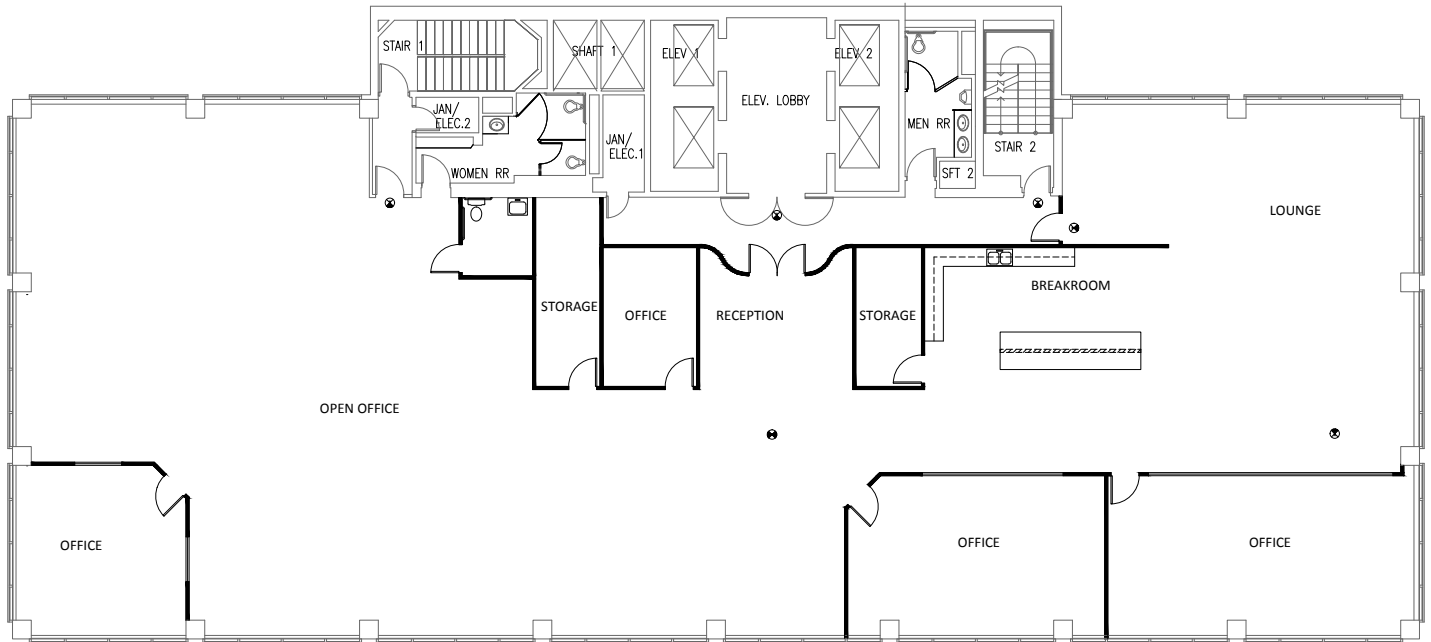 STAIR 1
SHAFT 1
ELEV 1
ELEV 2
ELEV. LOBBY
JAN/
ELEC.2
JAN/
ELEC.1
MEN RR
STAIR 2
WOMEN RR
SFT 2
LOUNGE
BREAKROOM
STORAGE
OFFICE
RECEPTION
STORAGE
OPEN OFFICE
OFFICE
OFFICE
OFFICE